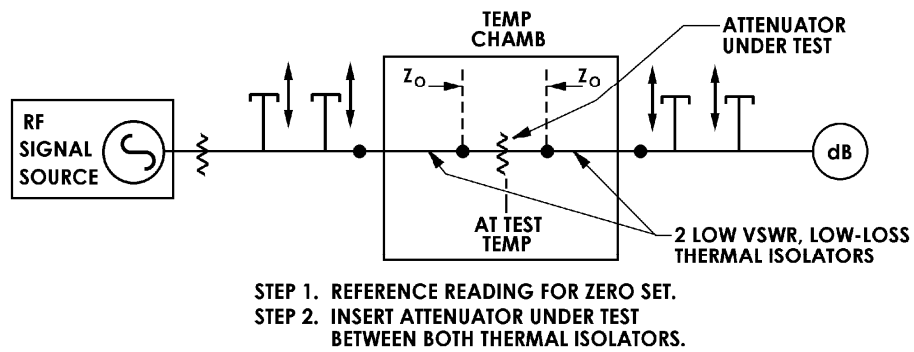 TEMP
CHAMB
ATTENUATOR
UNDER TEST
Z₀
Z₀
RF
SIGNAL
SOURCE
dB
AT TEST
TEMP
2 LOW VSWR, LOW-LOSS
THERMAL ISOLATORS
STEP 1. REFERENCE READING FOR ZERO SET.
STEP 2. INSERT ATTENUATOR UNDER TEST
BETWEEN BOTH THERMAL ISOLATORS.